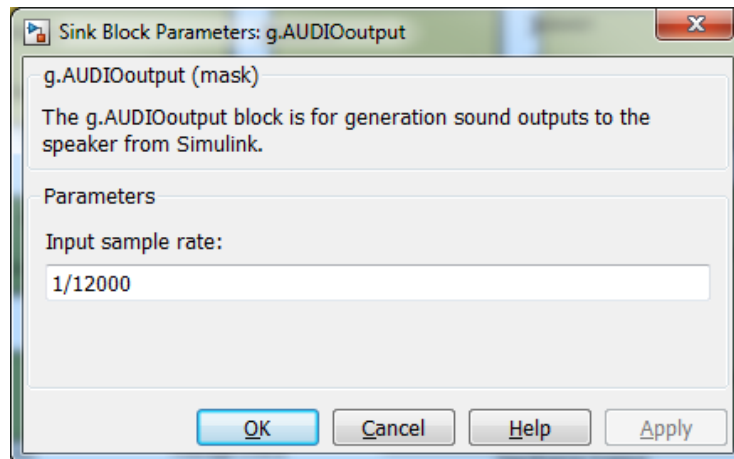 Sink Block Parameters: g.AUDIOoutput
g.AUDIOoutput (mask)
The g.AUDIOoutput block is for generation sound outputs to the
speaker from Simulink.
Parameters
Input sample rate:
1/12000
OK Cancel Help Apply